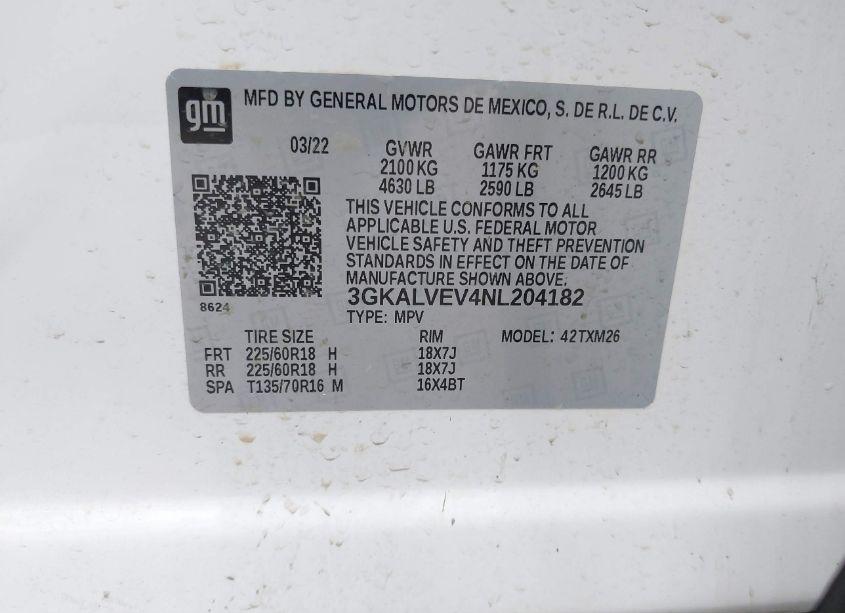 gm MFD BY GENERAL MOTORS DE MEXICO, S. DE R.L. DE C.V.
03/22 GVWR GAWR FRT GAWR RR
2100 KG 1175 KG 1200 KG
4630 LB 2590 LB 2645 LB
THIS VEHICLE CONFORMS TO ALL
APPLICABLE U.S. FEDERAL MOTOR
VEHICLE SAFETY AND THEFT PREVENTION
STANDARDS IN EFFECT ON THE DATE OF
MANUFACTURE SHOWN ABOVE.
3GKALVEV4NL204182
8624
TYPE: MPV
TIRE SIZE RIM MODEL: 42TXM26
FRT 225/60R18 H 18X7J
RR 225/60R18 H 18X7J
SPA T135/70R16 M 16X4BT